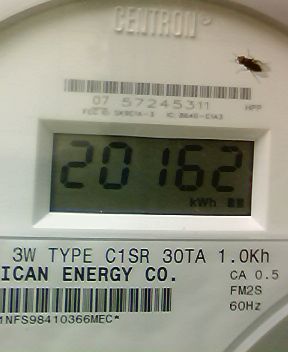 CENTRON
07 57245311 HPP
20162
kWh
3W TYPE C1SR 30TA 1.0Kh
ICAN ENERGY CO. CA 0.5
FM2S
60Hz
1NFS98410366MEC*